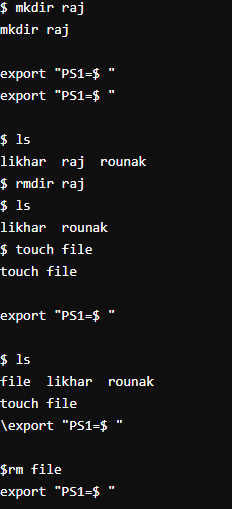 $ mkdir raj
mkdir raj
export "PS1=$ "
export "PS1=$ "
$ ls
likhar  raj  rounak
$ rmdir raj
$ ls
likhar  rounak
$ touch file
touch file
export "PS1=$ "
$ ls
file  likhar  rounak
touch file
\export "PS1=$ "
$rm file
export "PS1=$ "